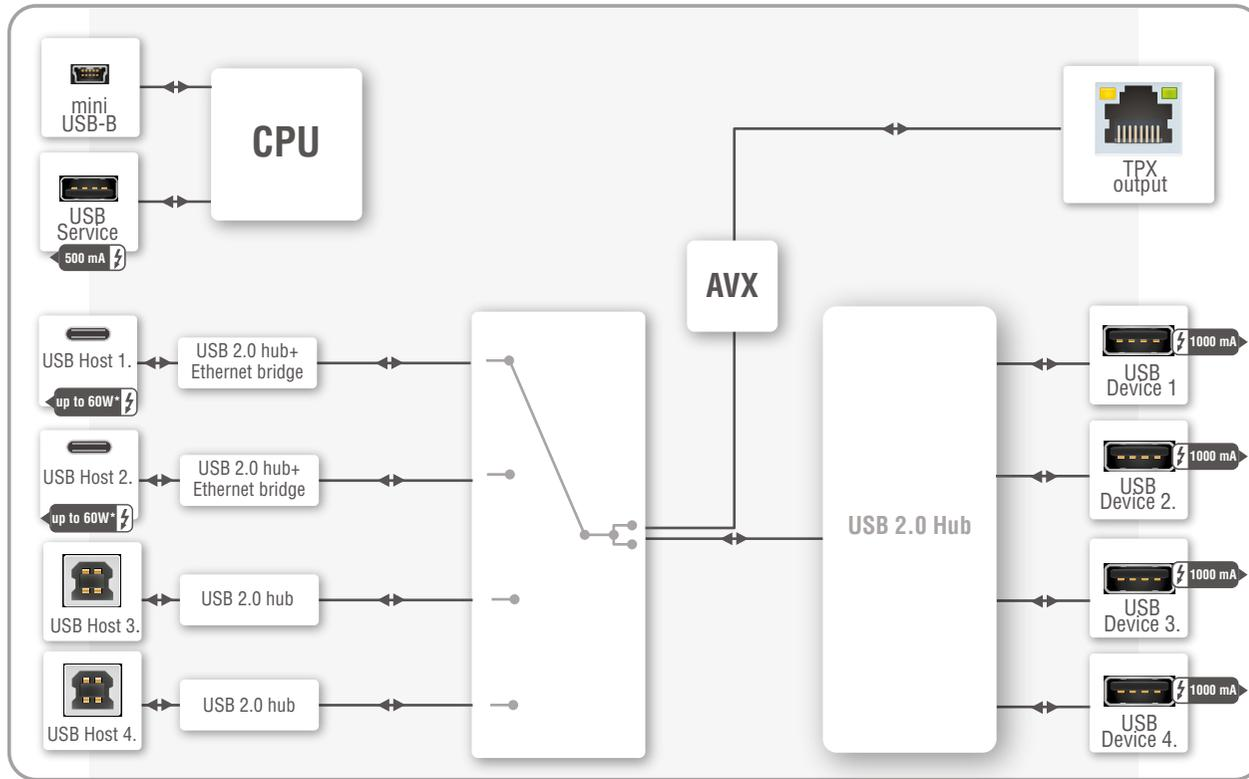 mini
USB-B
CPU
USB
Service
500 mA
TPX
output
AVX
USB Host 1.
up to 60W*
USB 2.0 hub+
Ethernet bridge
USB Host 2.
up to 60W*
USB 2.0 hub+
Ethernet bridge
USB Host 3.
USB 2.0 hub
USB Host 4.
USB 2.0 hub
USB 2.0 Hub
1000 mA
USB
Device 1
1000 mA
USB
Device 2.
1000 mA
USB
Device 3.
1000 mA
USB
Device 4.